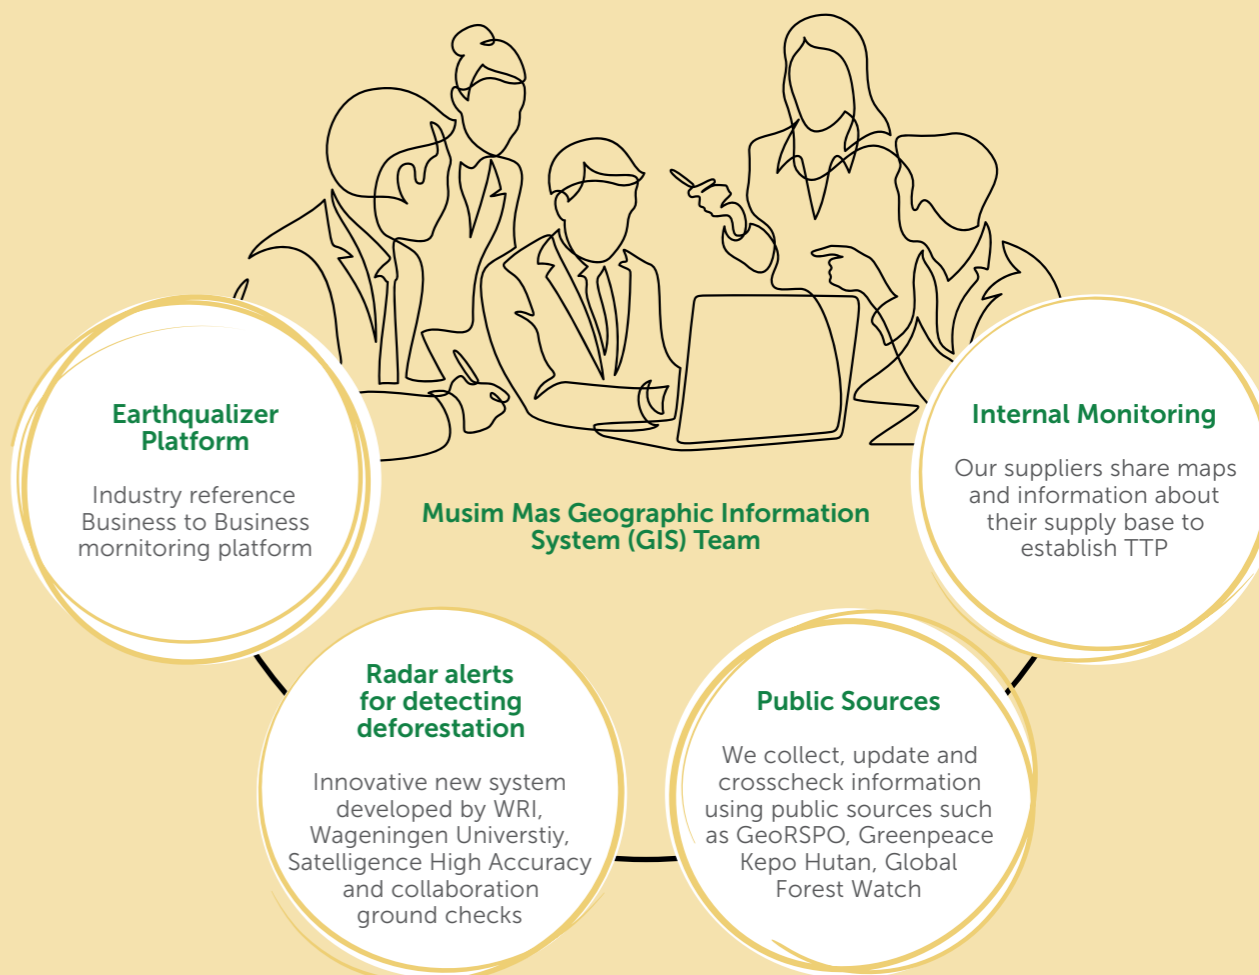 Earthqualizer
Platform
Industry reference
Business to Business
mornitoring platform
Musim Mas Geographic Information
System (GIS) Team
Internal Monitoring
Our suppliers share maps
and information about
their supply base to
establish TTP
Radar alerts
for detecting
deforestation
Innovative new system
developed by WRI,
Wageningen Universtiy,
Satelligence High Accuracy
and collaboration
ground checks
Public Sources
We collect, update and
crosscheck information
using public sources such
as GeoRSPO, Greenpeace
Kepo Hutan, Global
Forest Watch